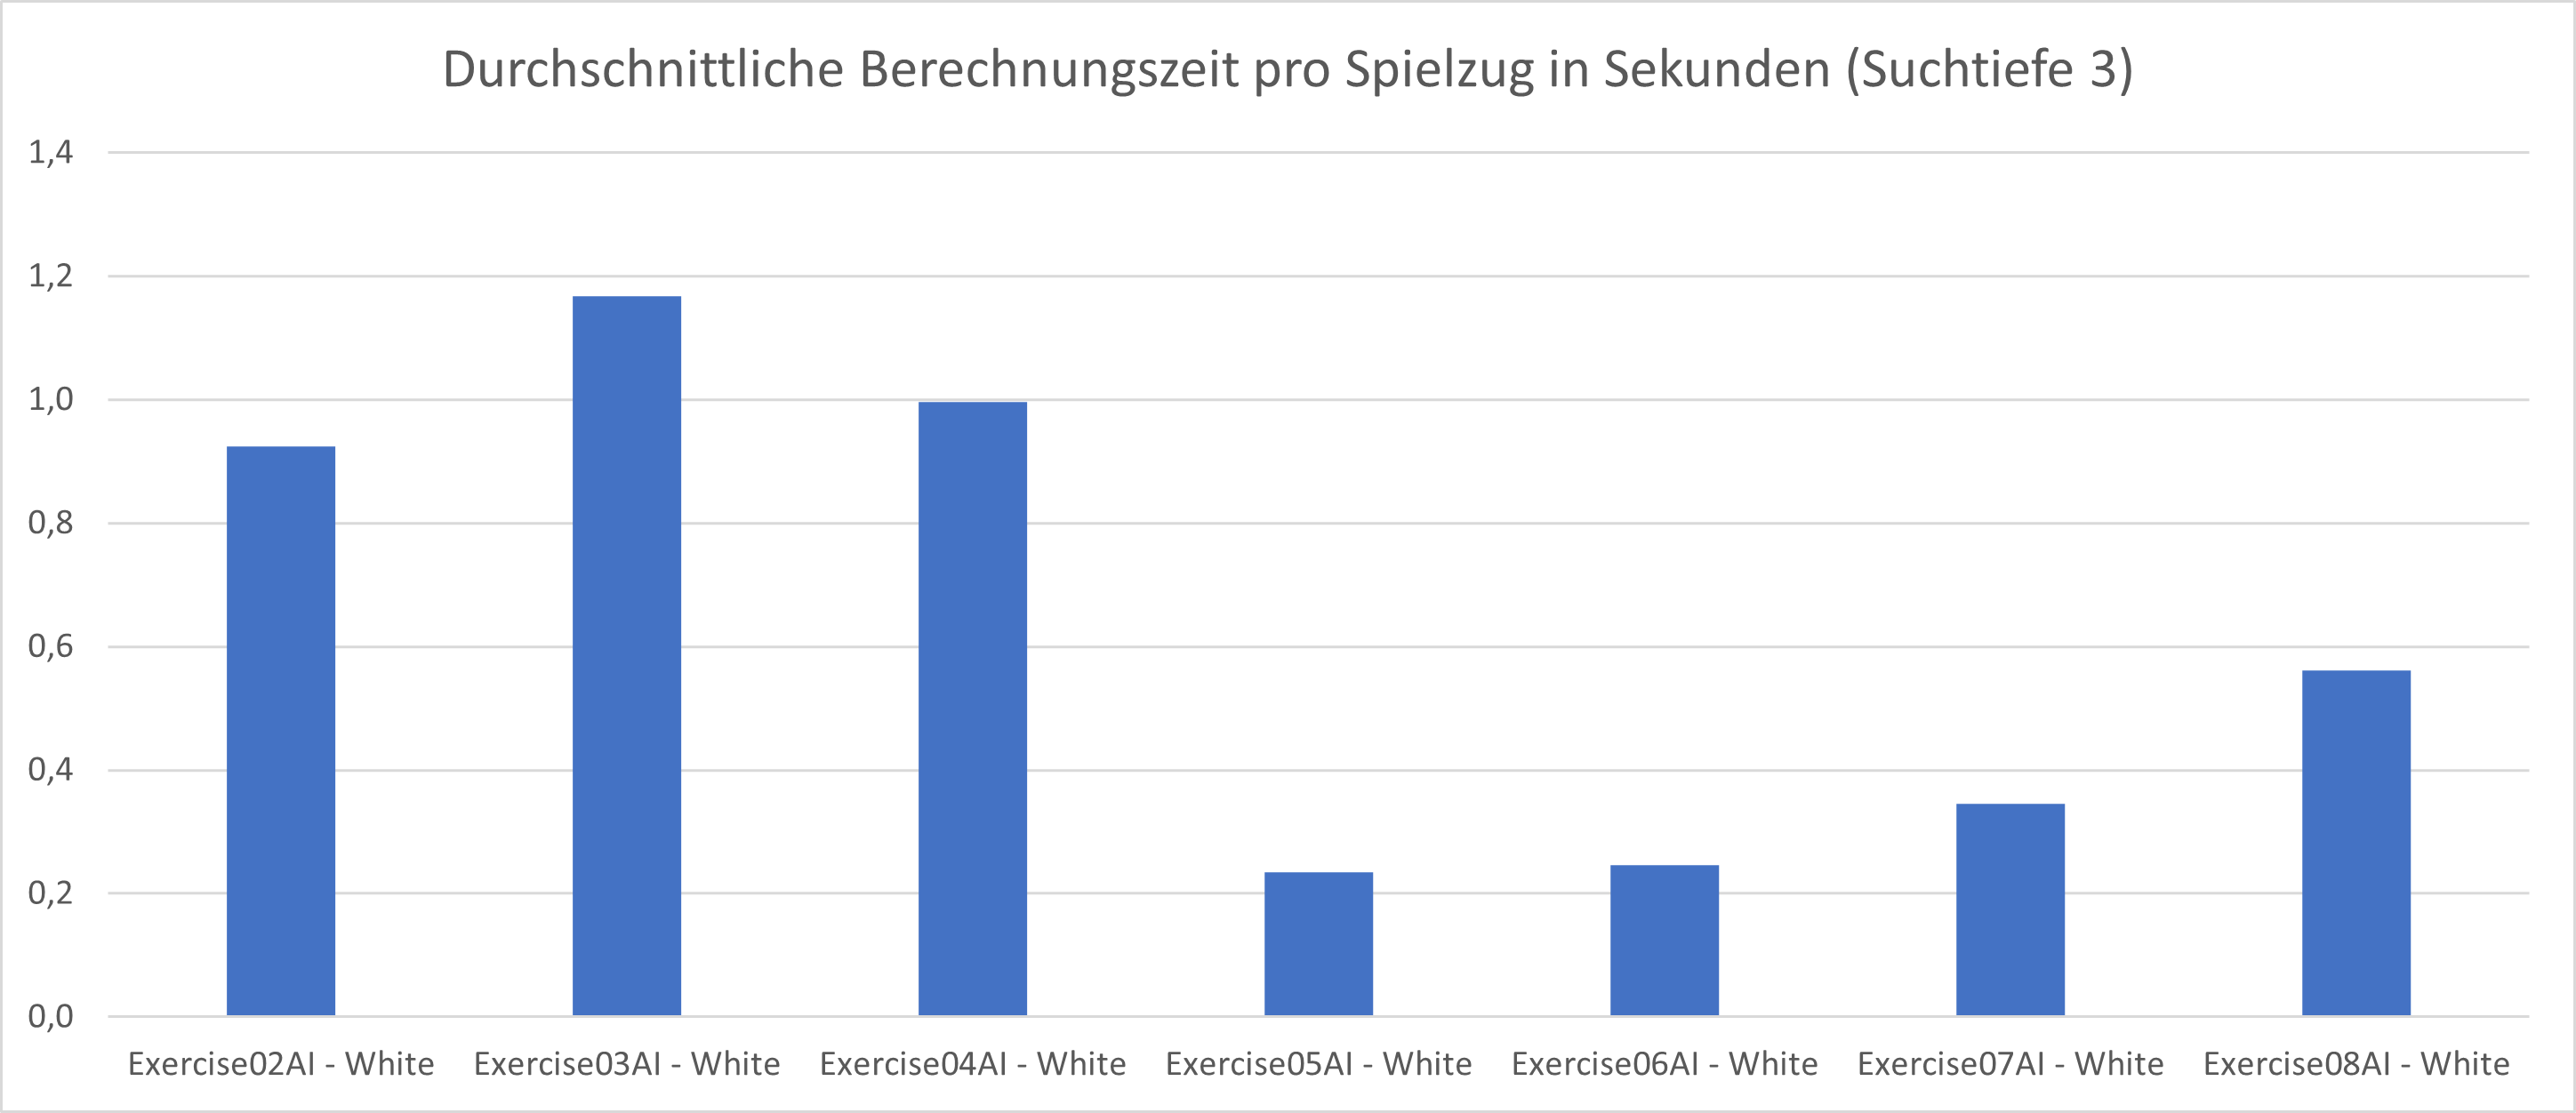 Durchschnittliche Berechnungszeit pro Spielzug in Sekunden (Suchtiefe 3)
1,4
1,2
1,0
0,8
0,6
0,4
0,2
0,0
Exercise02AI - White
Exercise03AI - White
Exercise04AI - White
Exercise05AI - White
Exercise06AI - White
Exercise07AI - White
Exercise08AI - White